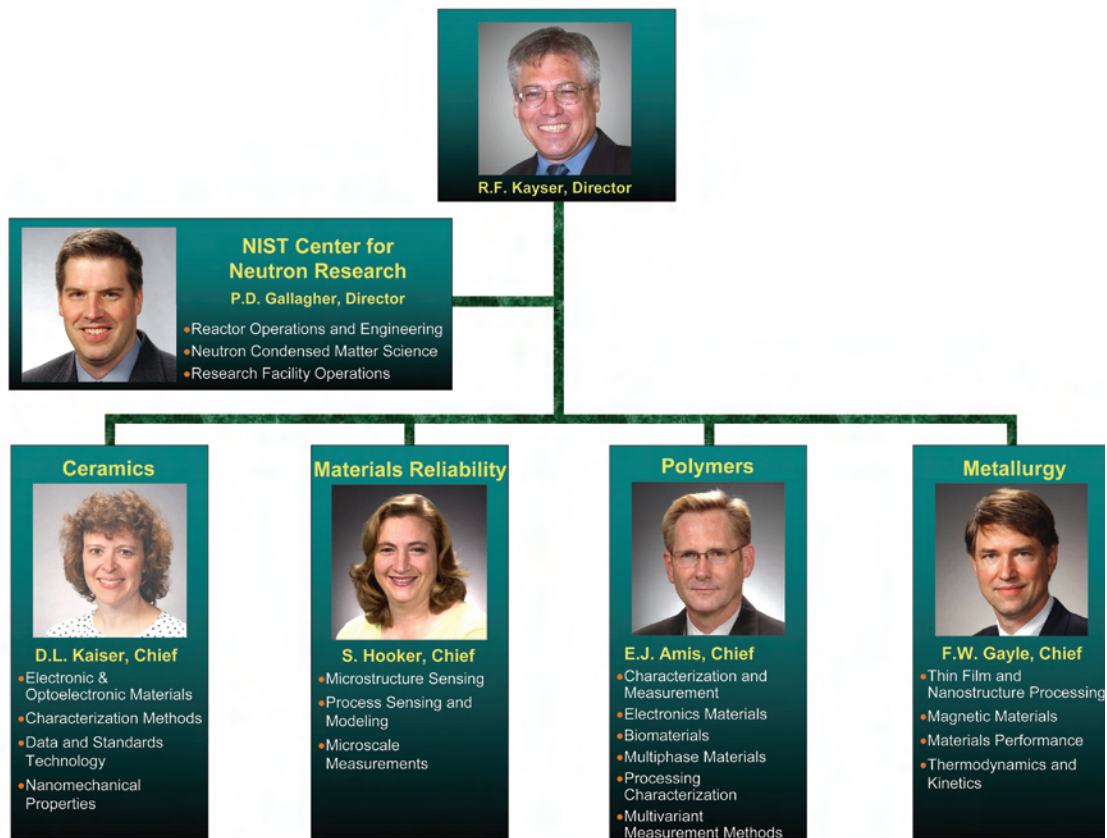 R.F. Kayser, Director
NIST Center for
Neutron Research
P.D. Gallagher, Director
•Reactor Operations and Engineering
•Neutron Condensed Matter Science
•Research Facility Operations
Ceramics
D.L. Kaiser, Chief
•Electronic &
Optoelectronic Materials
•Characterization Methods
•Data and Standards
Technology
•Nanomechanical
Properties
Materials Reliability
S. Hooker, Chief
•Microstructure Sensing
•Process Sensing and
Modeling
•Microscale
Measurements
Polymers
E.J. Amis, Chief
•Characterization and
Measurement
•Electronics Materials
•Biomaterials
•Multiphase Materials
•Processing
Characterization
•Multivariant
Measurement Methods
Metallurgy
F.W. Gayle, Chief
•Thin Film and
Nanostructure Processing
•Magnetic Materials
•Materials Performance
•Thermodynamics and
Kinetics